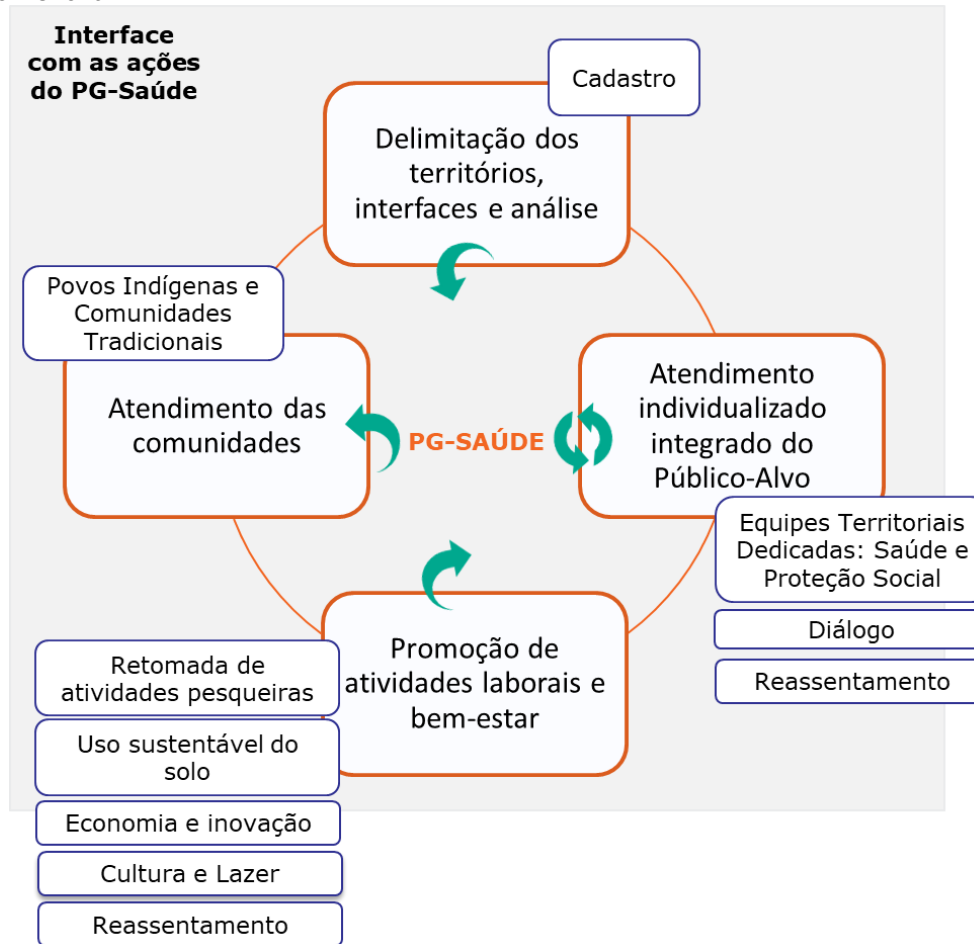 Interface
com as ações
do PG-Saúde
Cadastro
Delimitação dos
territórios,
interfaces e análise
Povos Indígenas e
Comunidades
Tradicionais
Atendimento das
comunidades
PG-SAÚDE
Atendimento
individualizado
integrado do
Público-Alvo
Equipes Territoriais
Dedicadas: Saúde e
Proteção Social
Diálogo
Reassentamento
Promoção de
atividades laborais e
bem-estar
Retomada de
atividades pesqueiras
Uso sustentável do
solo
Economia e inovação
Cultura e Lazer
Reassentamento